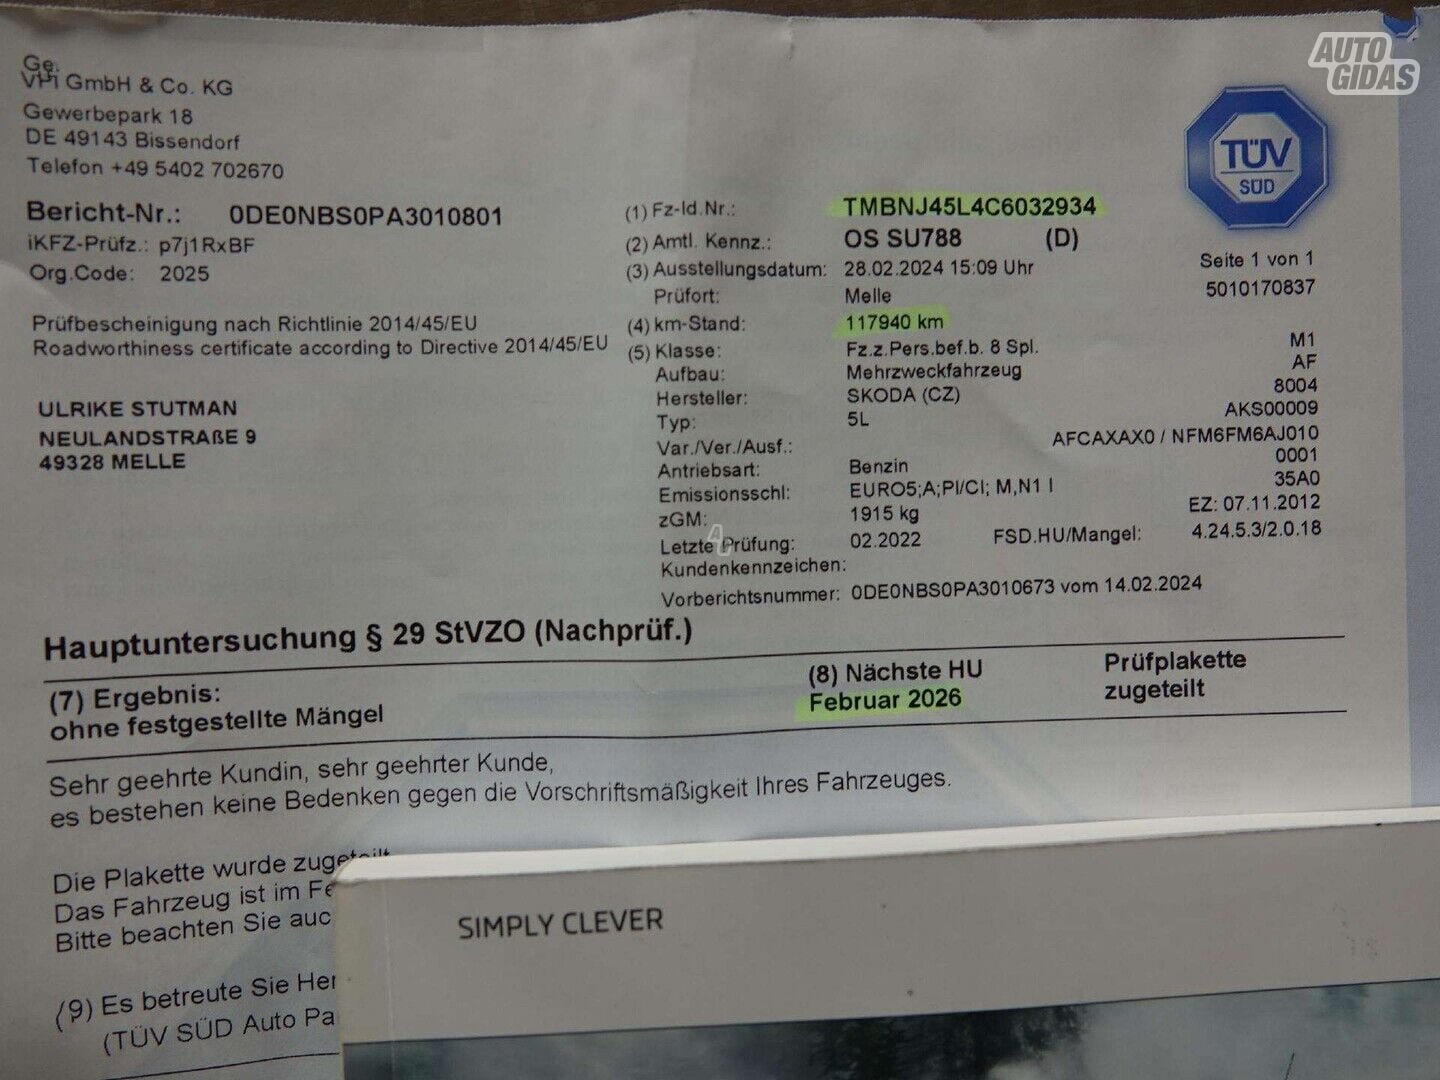 AUTO
GIDAS
Ge.
GmbH & Co. KG
Gewerbepark 18
DE 49143 Bissendorf
Telefon +49 5402 702670
TÜV
SÜD
Bericht-Nr.: 0DE0NBS0PA3010801
iKFZ-Prüfz.: p7j1RxBF
Org.Code: 2025
Prüfbescheinigung nach Richtlinie 2014/45/EU
Roadworthiness certificate according to Directive 2014/45/EU
ULRIKE STUTMAN
NEULANDSTRAßE 9
49328 MELLE
(1) Fz-Id.Nr.: TMBNJ45L4C6032934
(2) Amtl. Kennz.: OS SU788 (D)
(3) Ausstellungsdatum: 28.02.2024 15:09 Uhr Seite 1 von 1
Prüfort: Melle 5010170837
(4) km-Stand: 117940 km
(5) Klasse: Fz.z.Pers.bef.b. 8 Spl. M1
Aufbau: Mehrzweckfahrzeug AF
Hersteller: SKODA (CZ) 8004
Typ: 5L AKS00009
Var./Ver./Ausf.: AFCAXAX0 / NFM6FM6AJ010
Antriebsart: Benzin 0001
Emissionsschl: EURO5;A;PI/CI; M,N1 I 35A0
zGM: 1915 kg EZ: 07.11.2012
Letzte Prüfung: 02.2022 FSD.HU/Mangel: 4.24.5.3/2.0.18
Kundenkennzeichen:
Vorberichtsnummer: 0DE0NBS0PA3010673 vom 14.02.2024
Hauptuntersuchung § 29 StVZO (Nachprüf.)
(7) Ergebnis: (8) Nächste HU Prüfplakette
ohne festgestellte Mängel Februar 2026 zugeteilt
Sehr geehrte Kundin, sehr geehrter Kunde,
es bestehen keine Bedenken gegen die Vorschriftsmäßigkeit Ihres Fahrzeuges.
Die Plakette wurde zugeteilt
Das Fahrzeug ist im Fe
Bitte beachten Sie auc
(9) Es betreute Sie Her
(TÜV SÜD Auto Pa
SIMPLY CLEVER